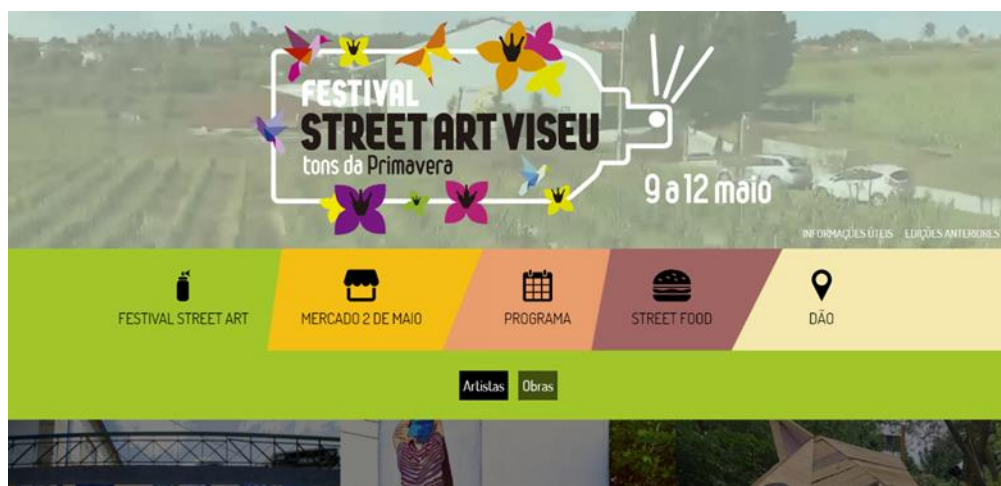 FESTIVAL
STREET ART VISEU
tons da Primavera
9 a 12 maio
INFORMAÇÕES ÚTEIS EDIÇÕES ANTERIORES
FESTIVAL STREET ART
MERCADO 2 DE MAIO
PROGRAMA
STREET FOOD
DÃO
Artistas
Obras